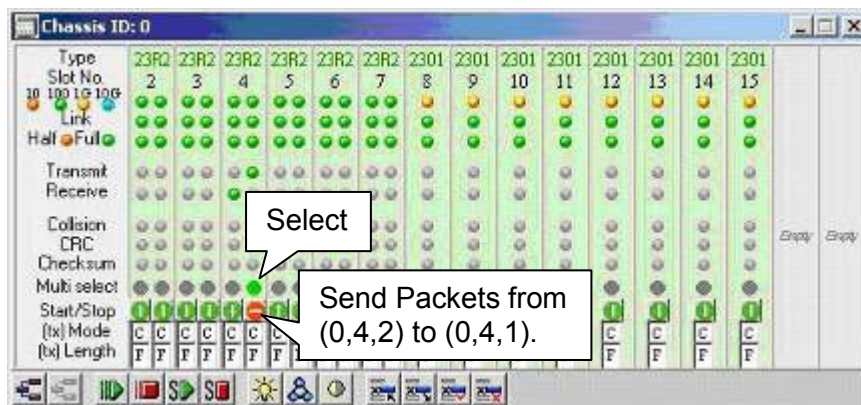 Chassis ID: 0
Type 23R2 23R2 23R2 23R2 23R2 23R2 2301 2301 2301 2301 2301 2301 2301 2301
Slot No. 2 3 4 5 6 7 8 9 10 11 12 13 14 15
10 100 1G 10G
Link
Half Full
Transmit
Receive
Collision
CRC
Checksum
Empty Empty
Multi select
Start/Stop
(tx) Mode C C C C C C C C C
(tx) Length F F F F F F F F F F F F F F F F
Select
Send Packets from
(0,4,2) to (0,4,1).
S S